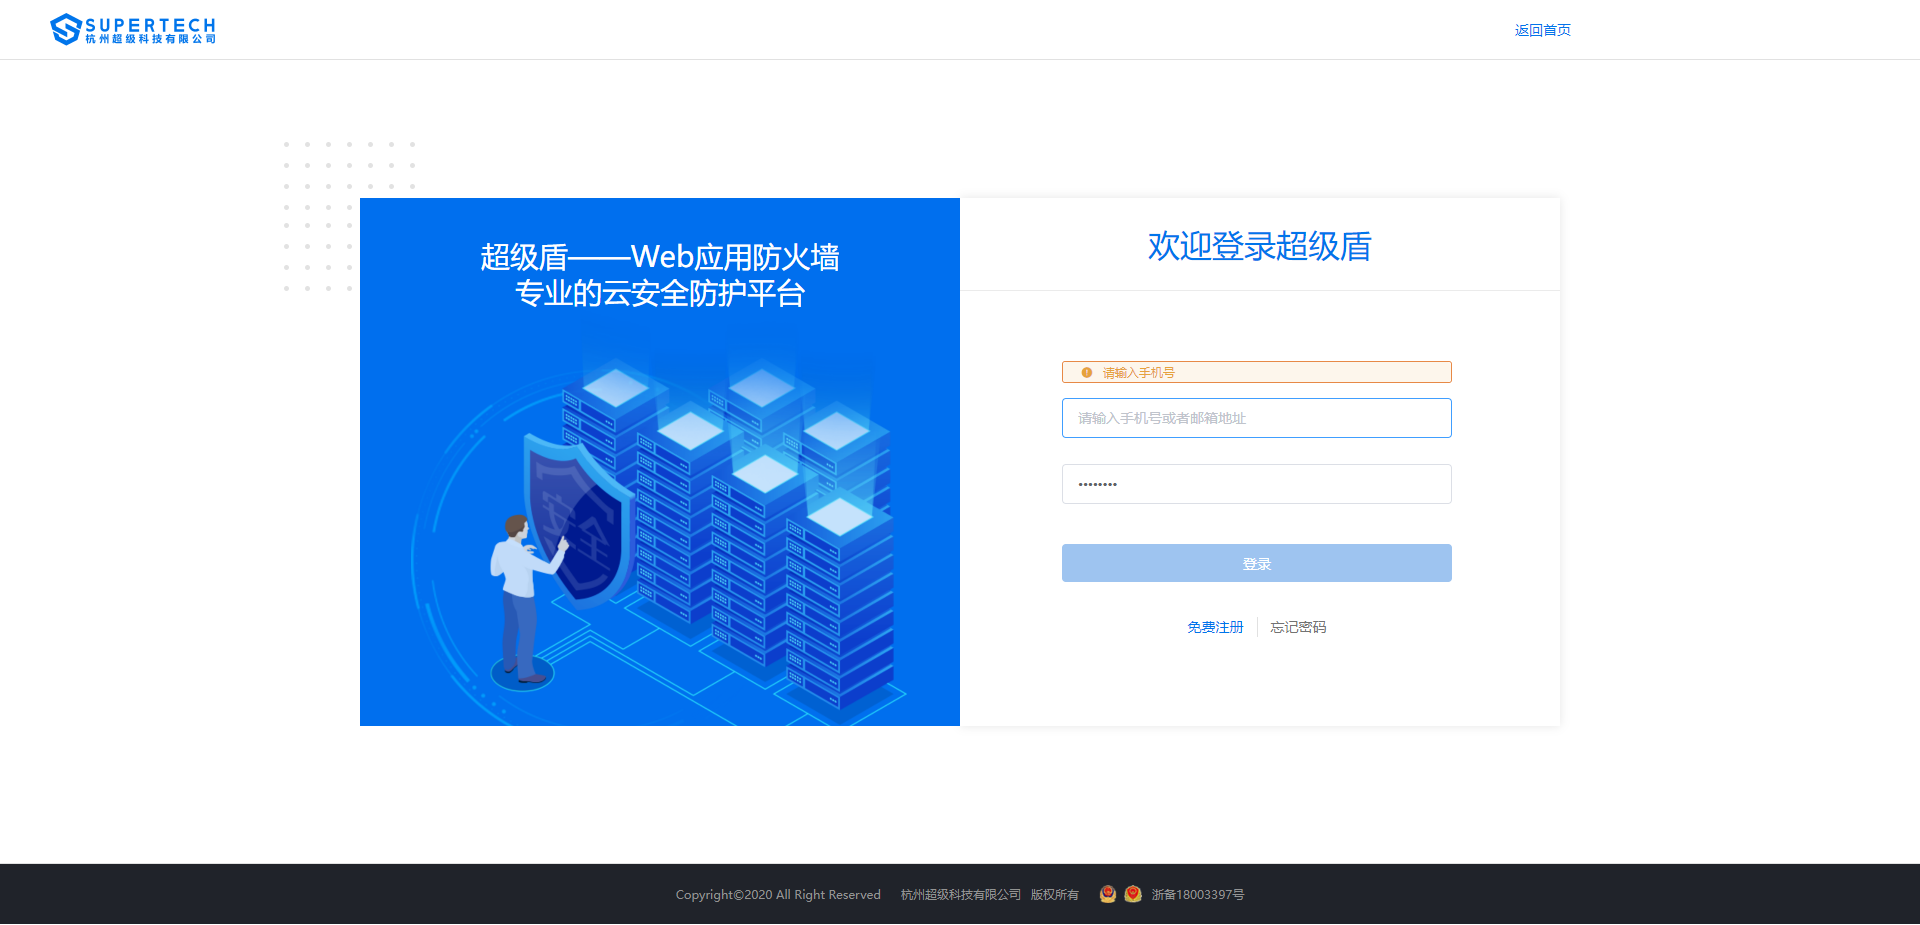 SUPERTECH
杭州超级科技有限公司
返回首页
超级盾——Web应用防火墙
专业的云安全防护平台
安全
欢迎登录超级盾
请输入手机号
请输入手机号或者邮箱地址
••••••••
登录
免费注册 忘记密码
Copyright©2020 All Right Reserved 杭州超级科技有限公司 版权所有 浙备18003397号